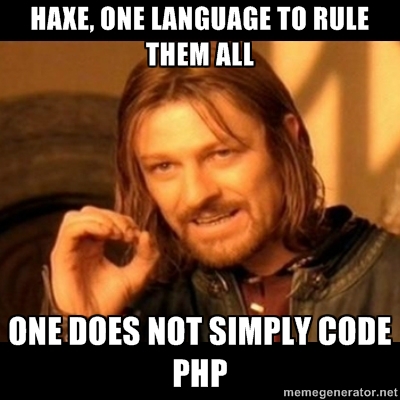 HAXE, ONE LANGUAGE TO RULE
THEM ALL
ONE DOES NOT SIMPLY CODE
PHP
memegenerator.net